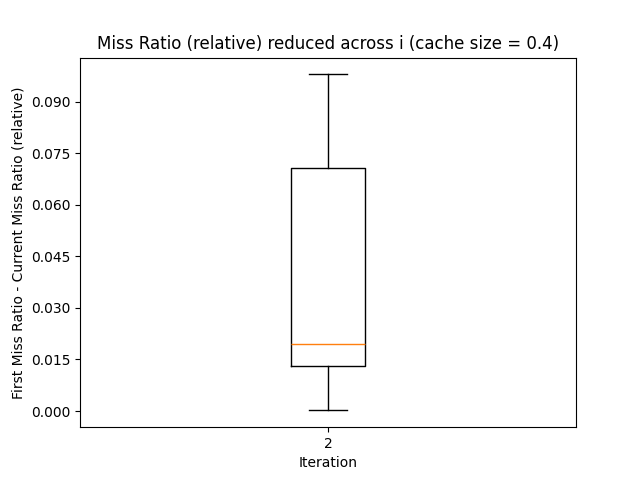 Miss Ratio (relative) reduced across i (cache size = 0.4)
First Miss Ratio - Current Miss Ratio (relative)
0.090
0.075
0.060
0.045
0.030
0.015
0.000
2
Iteration